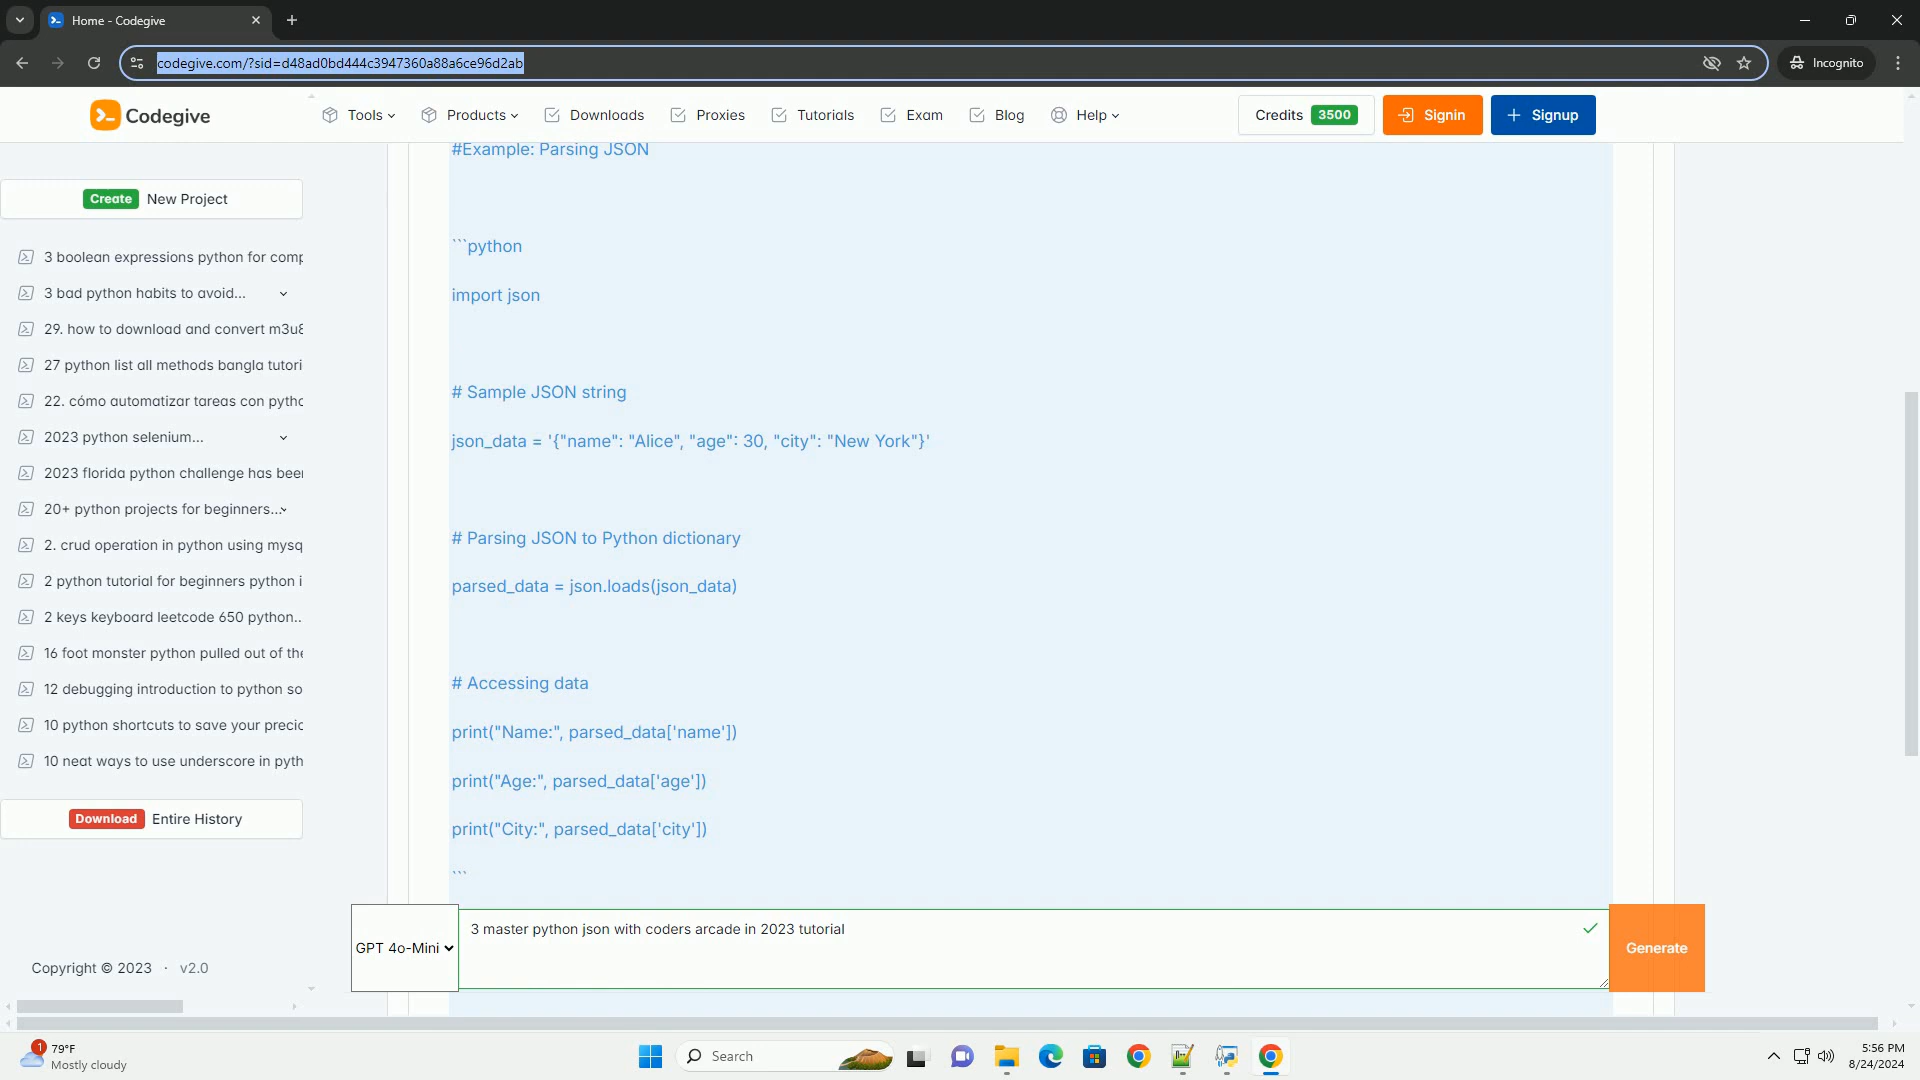 Home - Codegive
codegive.com/?sid=d48ad0bd444c3947360a88a6ce96d2ab
Incognito
Codegive
Tools
Products
Downloads
Proxies
Tutorials
Exam
Blog
Help
Credits 3500
Signin
Signup
Create New Project
3 boolean expressions python for comp
3 bad python habits to avoid...
29. how to download and convert m3u8
27 python list all methods bangla tutori
22. cómo automatizar tareas con pytho
2023 python selenium...
2023 florida python challenge has been
20+ python projects for beginners...
2. crud operation in python using mysq
2 python tutorial for beginners python i
2 keys keyboard leetcode 650 python...
16 foot monster python pulled out of the
12 debugging introduction to python so
10 python shortcuts to save your precio
10 neat ways to use underscore in pyth
Download Entire History
Copyright © 2023 · v2.0
#Example: Parsing JSON
```python
import json
# Sample JSON string
json_data = '{"name": "Alice", "age": 30, "city": "New York"}'
# Parsing JSON to Python dictionary
parsed_data = json.loads(json_data)
# Accessing data
print("Name:", parsed_data['name'])
print("Age:", parsed_data['age'])
print("City:", parsed_data['city'])
```
GPT 4o-Mini
3 master python json with coders arcade in 2023 tutorial
Generate
1
79°F
Mostly cloudy
Search
5:56 PM
8/24/2024